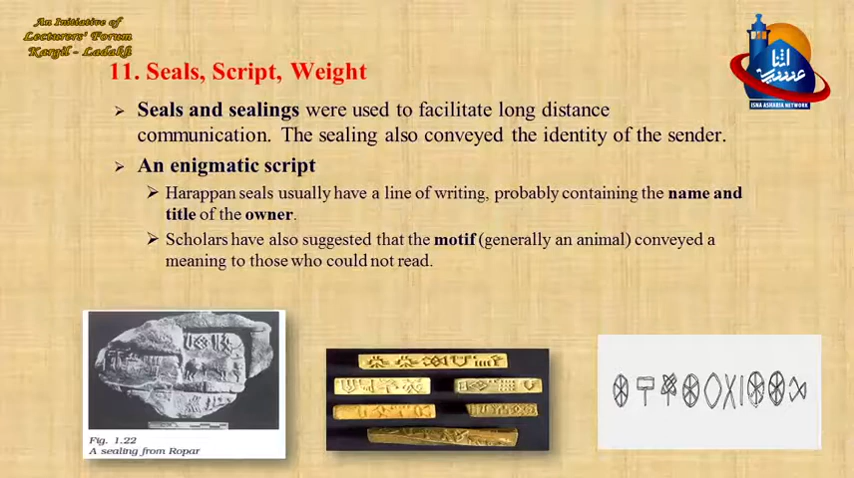 An Initiative of
Lecturers' Forum
Kargil - Ladakh
اثنا
عشریة
ISNA ASHARIA NETWORK
11. Seals, Script, Weight
➢ Seals and sealings were used to facilitate long distance
communication. The sealing also conveyed the identity of the sender.
➢ An enigmatic script
➢ Harappan seals usually have a line of writing, probably containing the name and
title of the owner.
➢ Scholars have also suggested that the motif (generally an animal) conveyed a
meaning to those who could not read.
Fig. 1.22
A sealing from Ropar